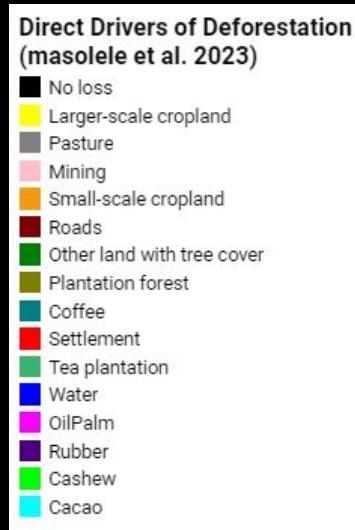 Direct Drivers of Deforestation
(masolele et al. 2023)
No loss
Larger-scale cropland
Pasture
Mining
Small-scale cropland
Roads
Other land with tree cover
Plantation forest
Coffee
Settlement
Tea plantation
Water
OilPalm
Rubber
Cashew
Cacao